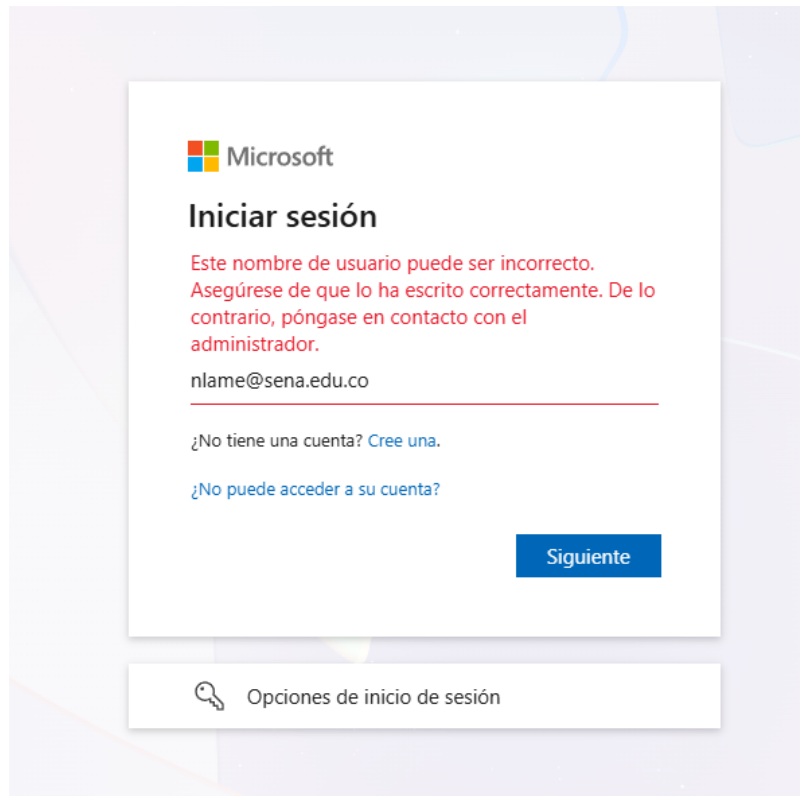 Microsoft
Iniciar sesión
Este nombre de usuario puede ser incorrecto.
Asegúrese de que lo ha escrito correctamente. De lo
contrario, póngase en contacto con el
administrador.
nlame@sena.edu.co
¿No tiene una cuenta? Cree una.
¿No puede acceder a su cuenta?
Siguiente
Opciones de inicio de sesión